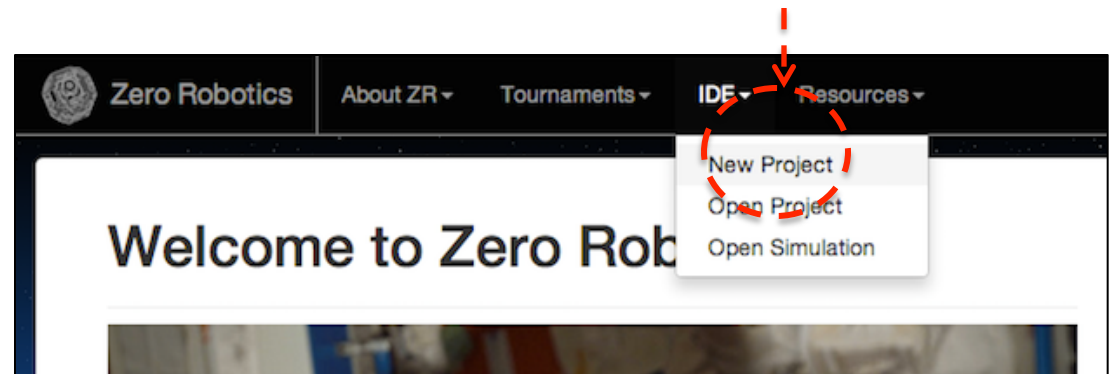 Zero Robotics About ZR Tournaments IDE Resources
New Project
Open Project
Open Simulation
Welcome to Zero Rob